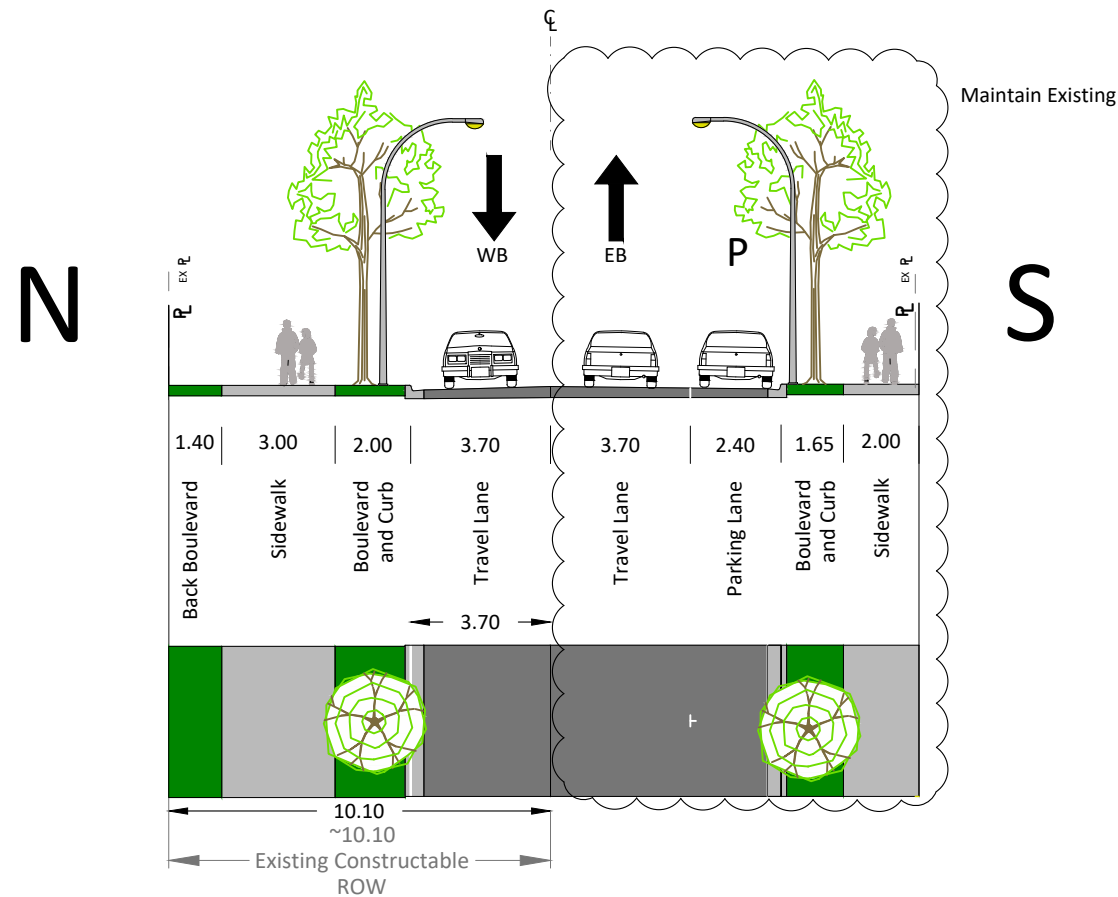 ℄
Maintain Existing
WB
EB
P
N
S
EX ℙL
ℙL
EX ℙL
ℙL
1.40
3.00
2.00
3.70
3.70
2.40
1.65
2.00
Back Boulevard
Sidewalk
Boulevard
and Curb
Travel Lane
Travel Lane
Parking Lane
Boulevard
and Curb
Sidewalk
3.70
10.10
~10.10
Existing Constructable
ROW